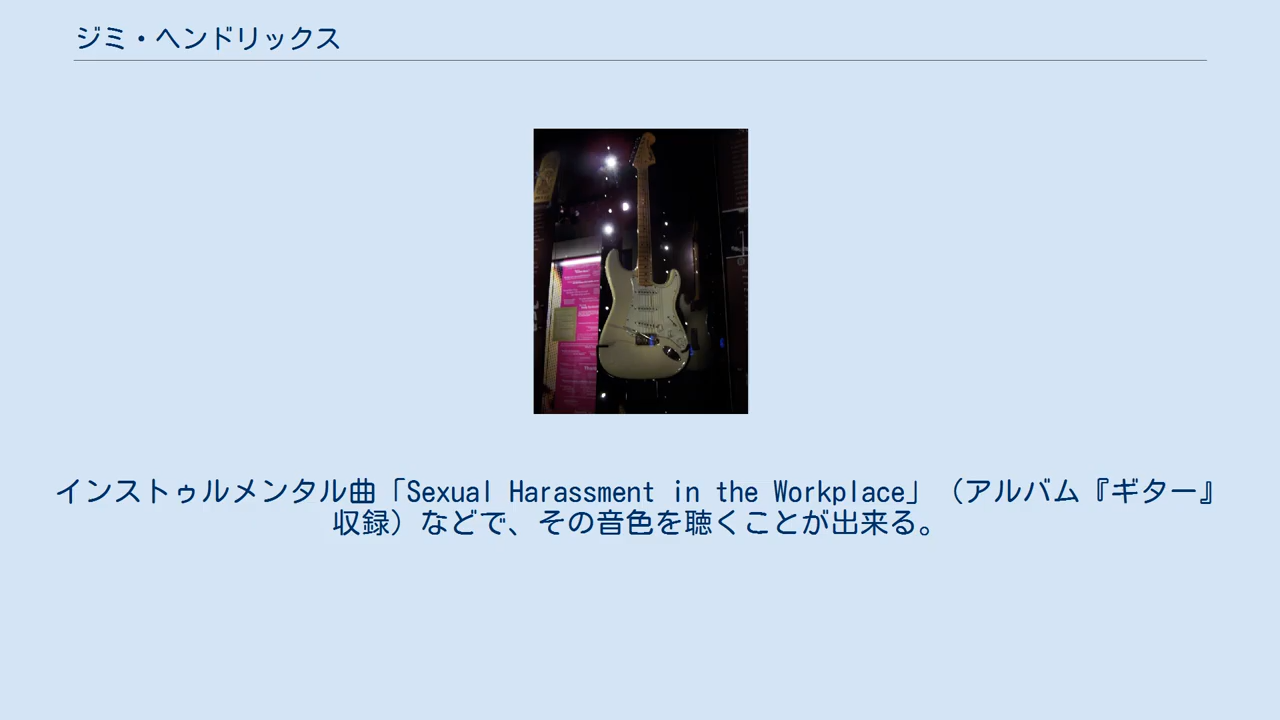 ジミ・ヘンドリックス
インストゥルメンタル曲「Sexual Harassment in the Workplace」（アルバム『ギター』
収録）などで、その音色を聴くことが出来る。